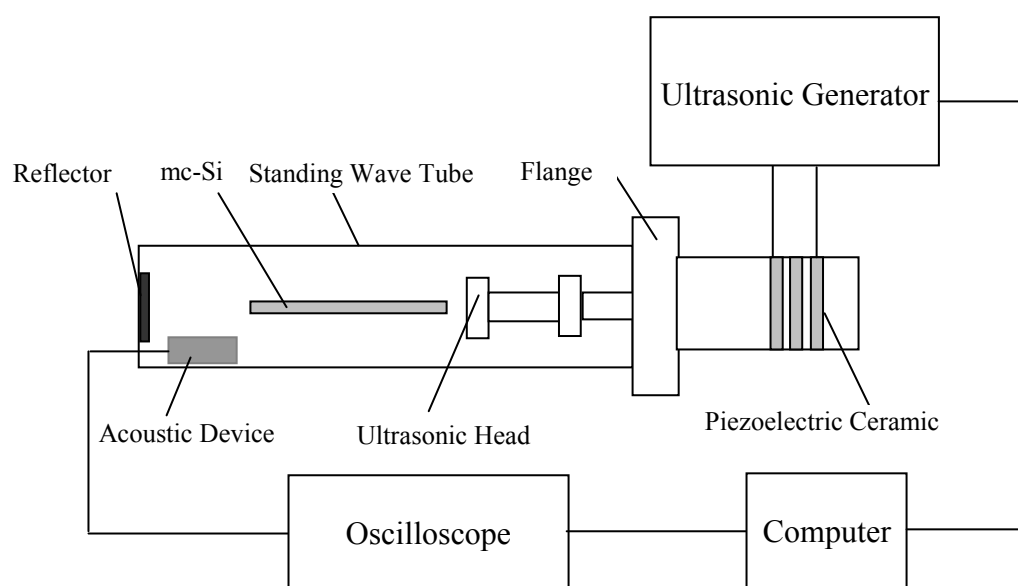 Ultrasonic Generator
Reflector
mc-Si
Standing Wave Tube
Flange
Acoustic Device
Ultrasonic Head
Piezoelectric Ceramic
Oscilloscope
Computer